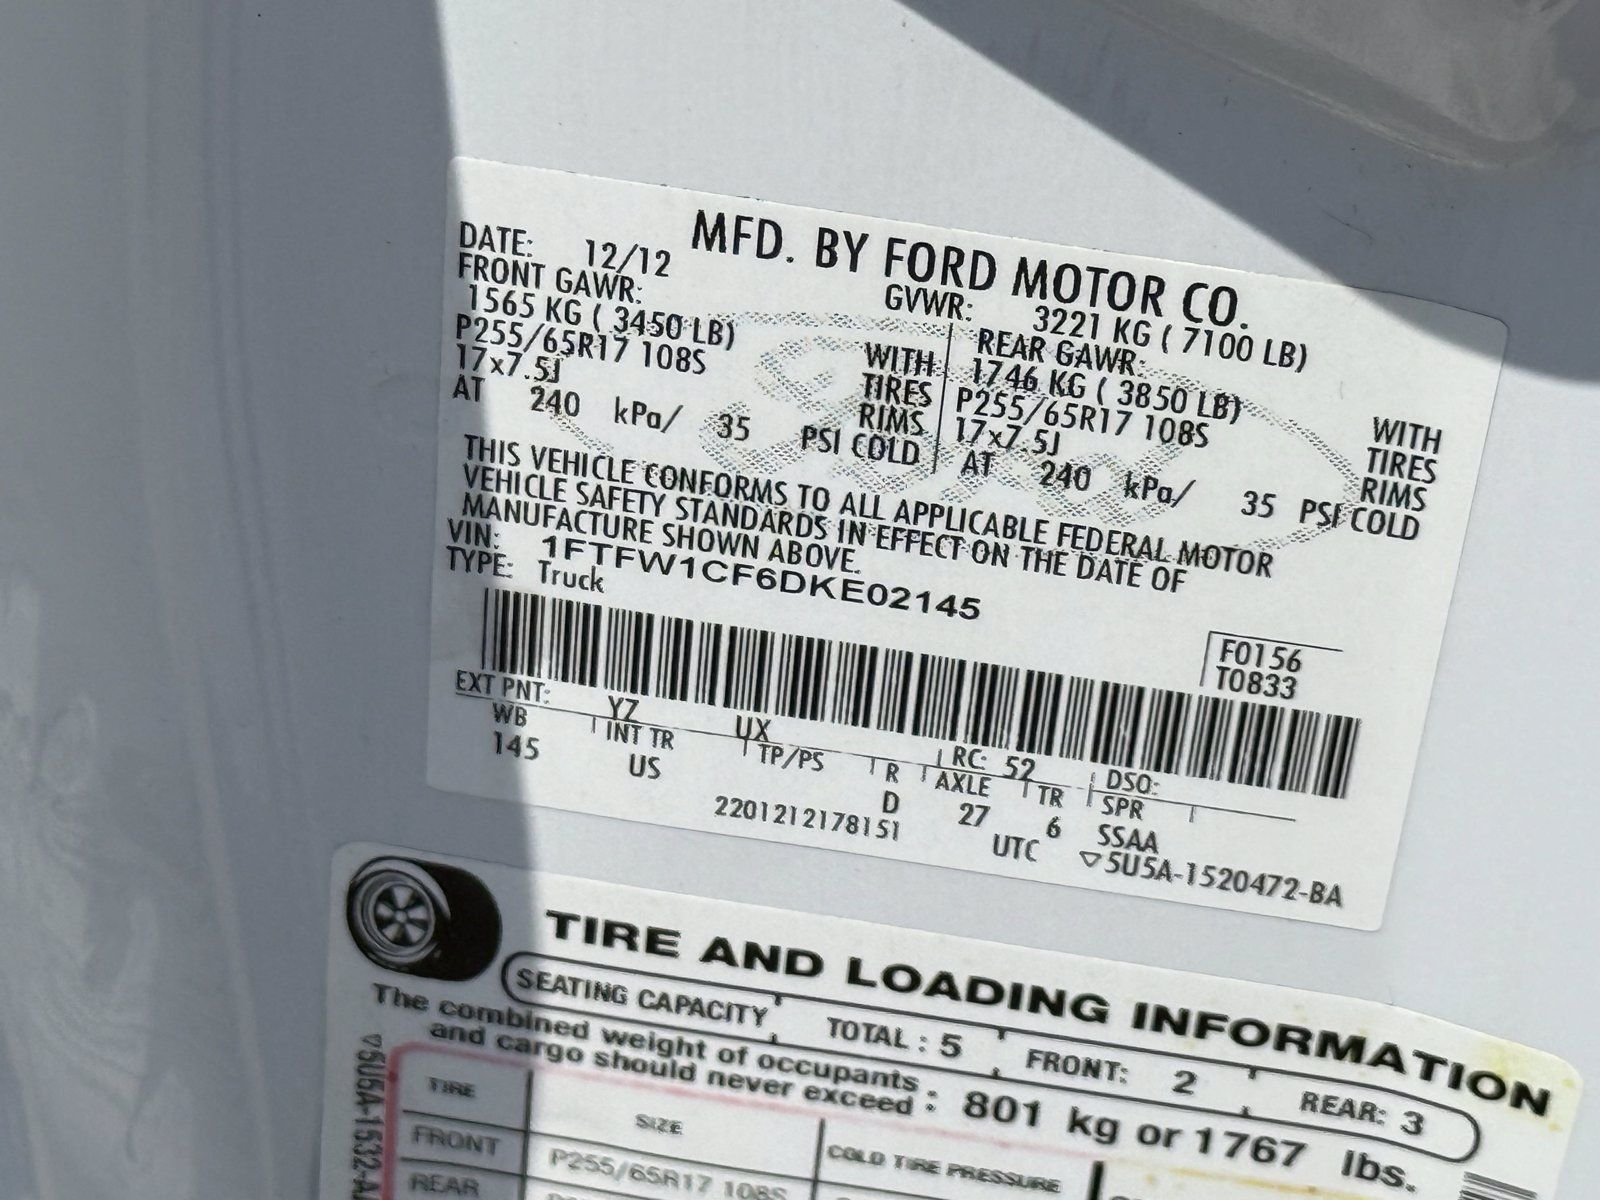 MFD. BY FORD MOTOR CO.
DATE: 12/12 GVWR: 3221 KG ( 7100 LB)
FRONT GAWR: REAR GAWR:
1565 KG ( 3450 LB) WITH 1746 KG ( 3850 LB) WITH
P255/65R17 108S TIRES P255/65R17 108S TIRES
17x7.5J RIMS 17x7.5J RIMS
AT 240 kPa/ 35 PSI COLD AT 240 kPa/ 35 PSI COLD
THIS VEHICLE CONFORMS TO ALL APPLICABLE FEDERAL MOTOR
VEHICLE SAFETY STANDARDS IN EFFECT ON THE DATE OF
MANUFACTURE SHOWN ABOVE.
VIN: 1FTFW1CF6DKE02145
TYPE: Truck
F0156
T0833
EXT PNT: YZ UX RC: 52 DSO:
WB INT TR TP/PS R AXLE TR SPR
145 US D 27 6 SSAA
2201212178151 UTC ▽5U5A-1520472-BA
Ford
TIRE AND LOADING INFORMATION
SEATING CAPACITY TOTAL : 5 FRONT: 2 REAR: 3
The combined weight of occupants
and cargo should never exceed : 801 kg or 1767 lbs.
TIRE SIZE COLD TIRE PRESSURE
FRONT P255/65R17 108S
REAR
▽5U5A-1532-A